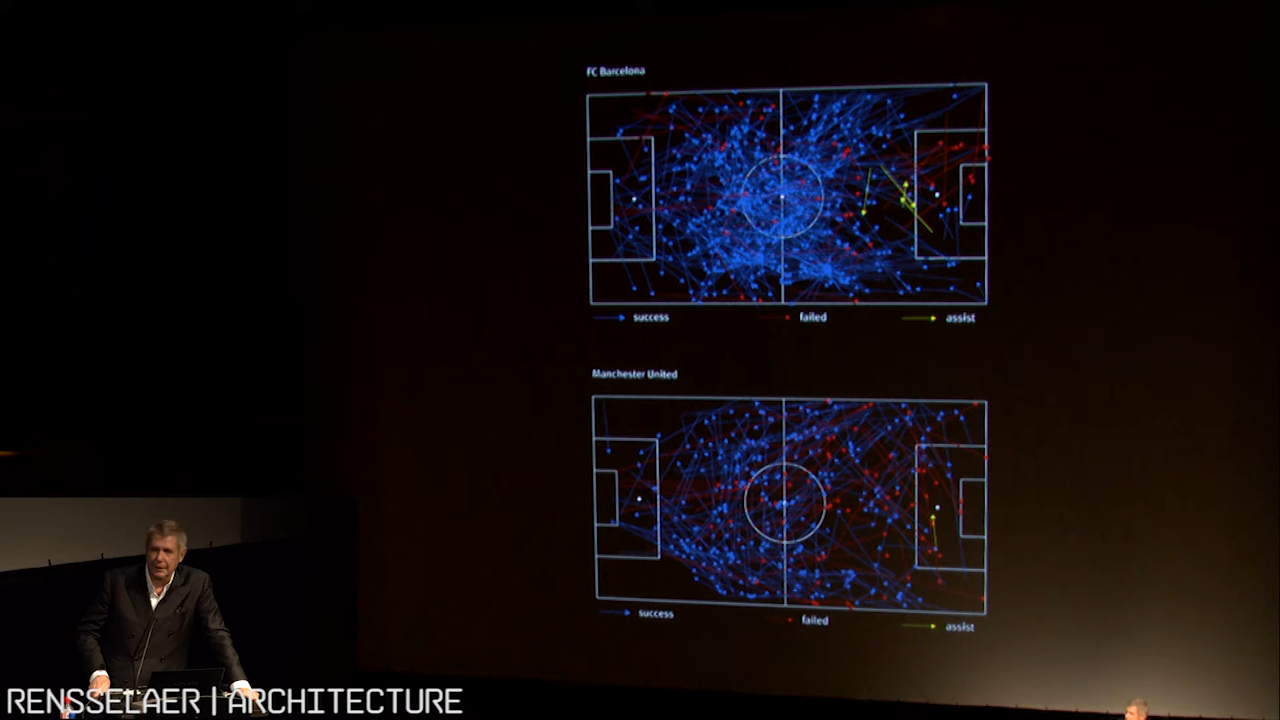 FC Barcelona
success failed assist
Manchester United
success failed assist
RENSSELAER | ARCHITECTURE